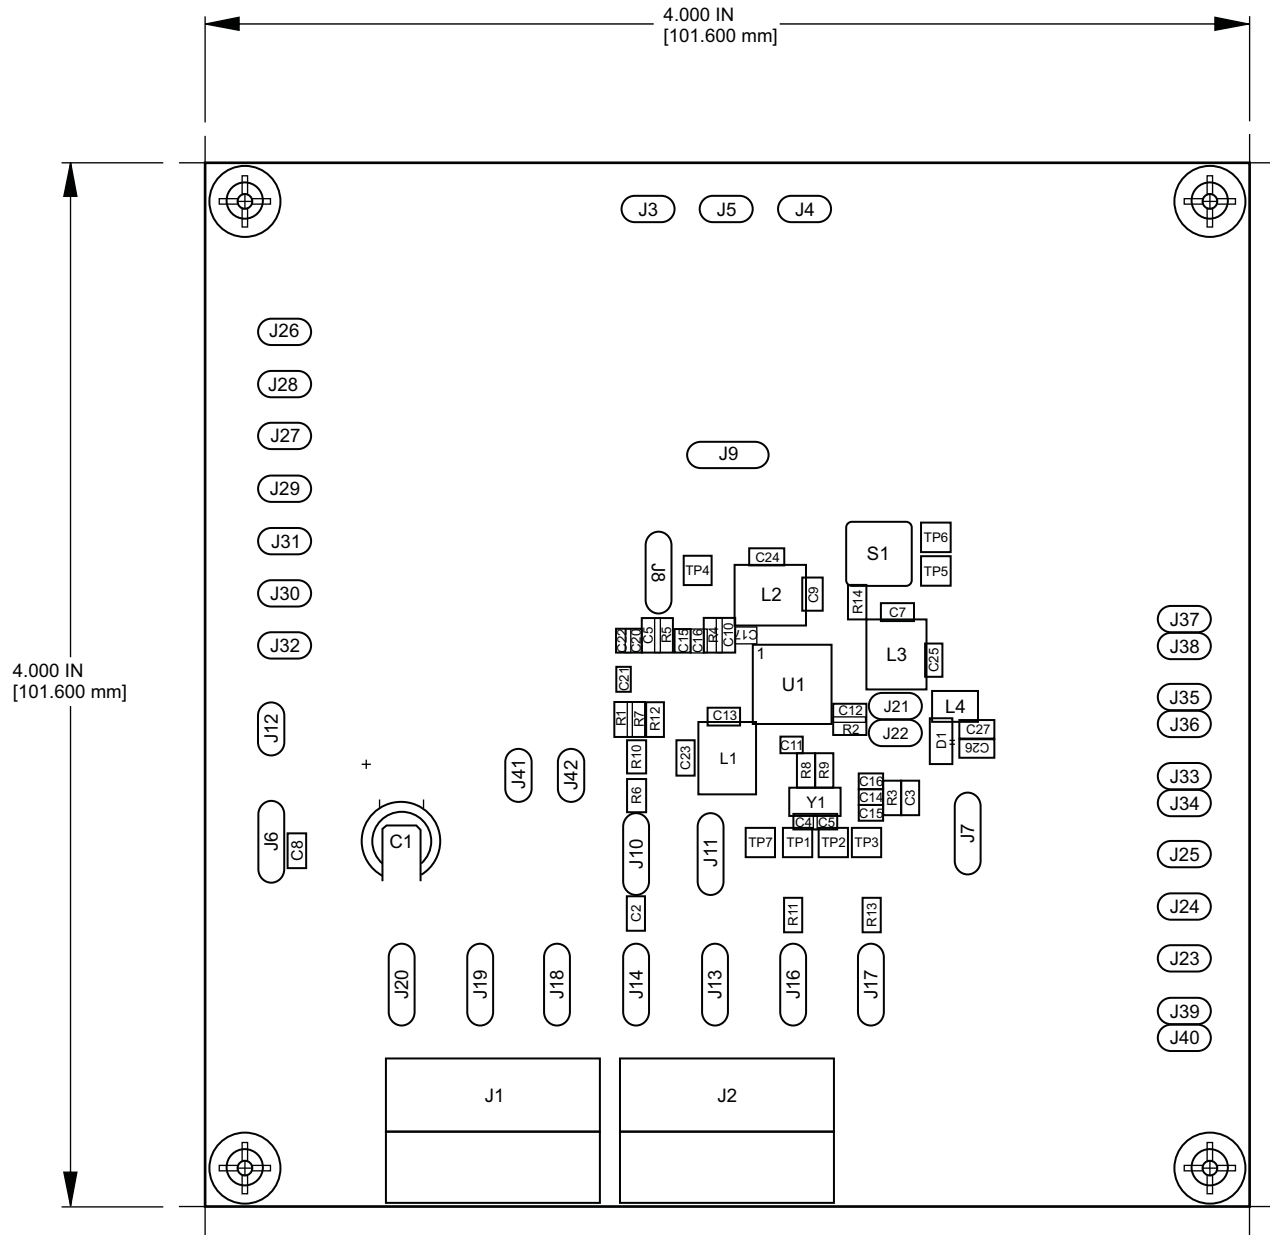 4.000 IN
[101.600 mm]
J3 J5 J4
J26
J28
J27
J9
J29
J31
S1 TP6
J8 TP4 C24 TP5
J30 L2 C9 R14
C7
J37
J32 C22 C20 C5 R5 C15 C16 R4 C10 C17 J38
1 L3 C25
4.000 IN
[101.600 mm]
C21 U1
J35
J12 R1 R7 R12 C13 C12 J21 L4 J36
R2 J22 D1 C27
C26
+ J41 J42 R10 C23 L1 C11 R8 R9 J33
R6 Y1 C16 C14 C15 R3 C3 J34
C4 C5
J6 C8 C1 J10 J11 TP7 TP1 TP2 TP3 J7 J25
C2 R11 R13 J24
J20 J19 J18 J14 J13 J16 J17 J23
J39
J40
J1 J2